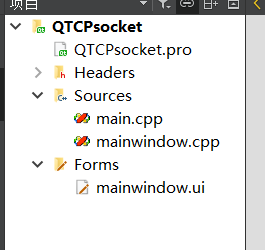 项目
QTCPsocket
QTCPsocket.pro
Headers
Sources
main.cpp
mainwindow.cpp
Forms
mainwindow.ui